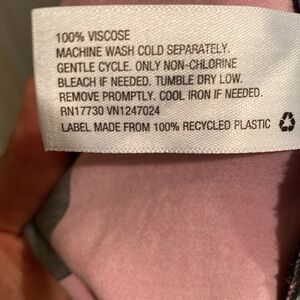 100% VISCOSE
MACHINE WASH COLD SEPARATELY.
GENTLE CYCLE. ONLY NON-CHLORINE
BLEACH IF NEEDED. TUMBLE DRY LOW.
REMOVE PROMPTLY. COOL IRON IF NEEDED.
RN17730 VN1247024
LABEL MADE FROM 100% RECYCLED PLASTIC